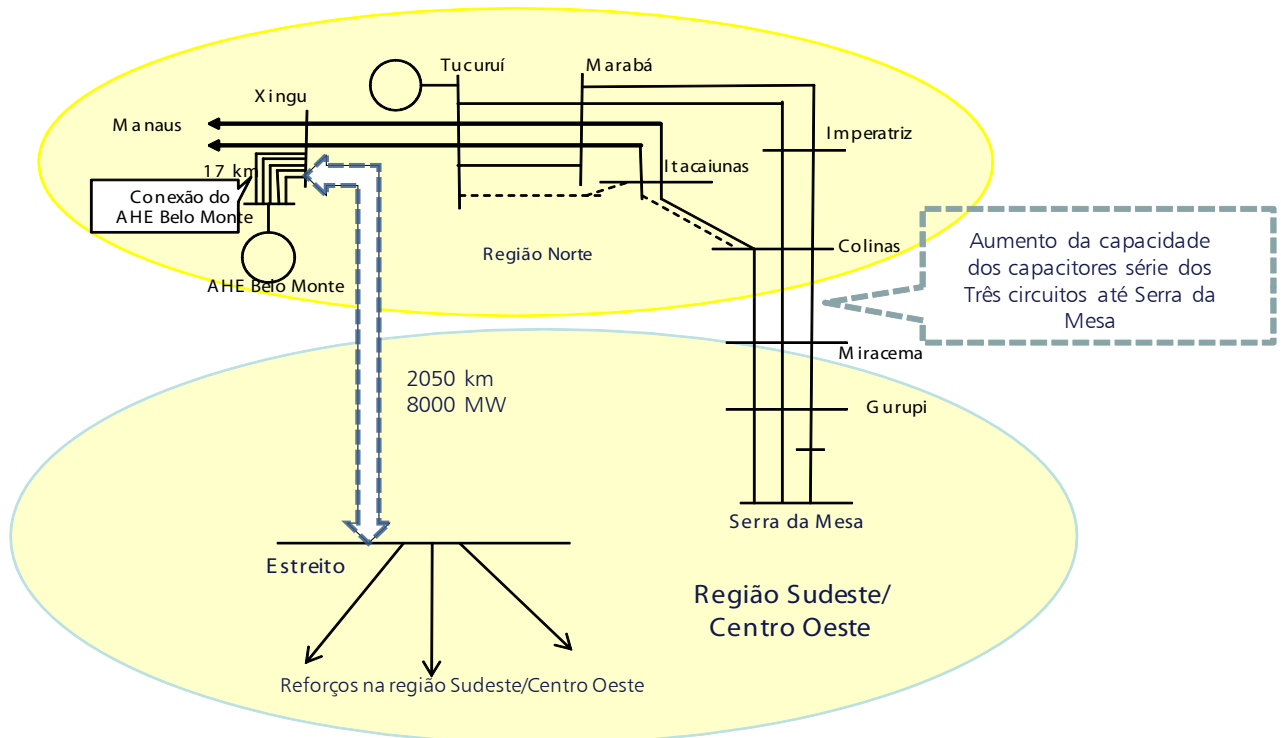 Tucuruí
Marabá
Xingu
Manaus
Imperatriz
17 km
Itacaiunas
Conexão do
AHE Belo Monte
Região Norte
Colinas
AHE Belo Monte
Aumento da capacidade
dos capacitores série dos
Três circuitos até Serra da
Mesa
Miracema
2050 km
8000 MW
Gurupi
Serra da Mesa
Estreito
Região Sudeste/
Centro Oeste
Reforços na região Sudeste/Centro Oeste